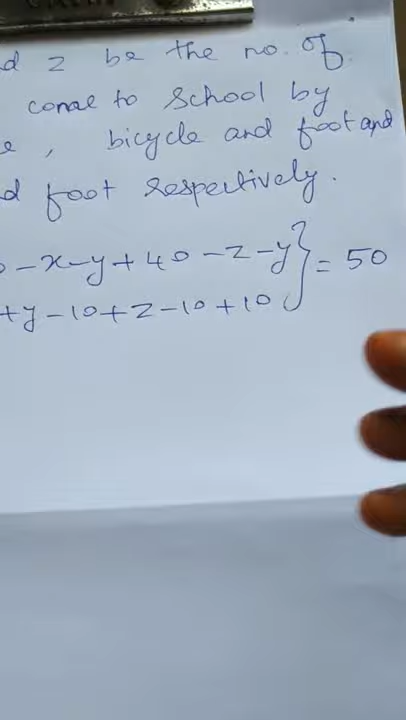 d z be the no. of
come to school by
e, bicycle and foot and
d foot respectively.
- x - y + 40 - z - y} = 50
+ y - 10 + z - 10 + 10